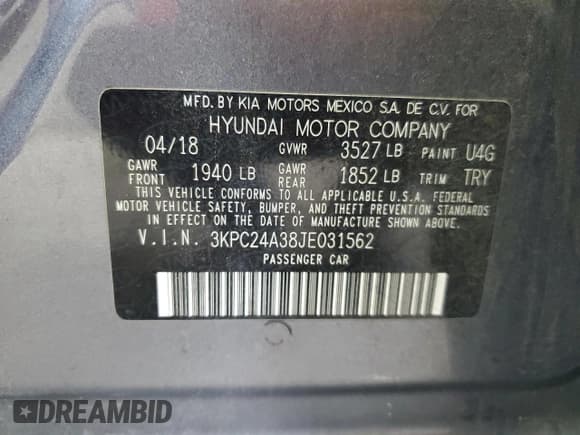 MFD. BY KIA MOTORS MEXICO S.A. DE C.V. FOR
HYUNDAI MOTOR COMPANY
04/18 GVWR 3527 LB PAINT U4G
GAWR FRONT 1940 LB GAWR REAR 1852 LB TRIM TRY
THIS VEHICLE CONFORMS TO ALL APPLICABLE U.S.A. FEDERAL
MOTOR VEHICLE SAFETY, BUMPER, AND THEFT PREVENTION STANDARDS
IN EFFECT ON THE DATE OF MANUFACTURE SHOWN ABOVE.
V.I.N. 3KPC24A38JE031562
PASSENGER CAR
DREAMBID